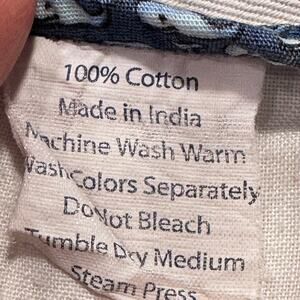 100% Cotton
Made in India
Machine Wash Warm
Wash Colors Separately
Do Not Bleach
Tumble Dry Medium
Steam Press